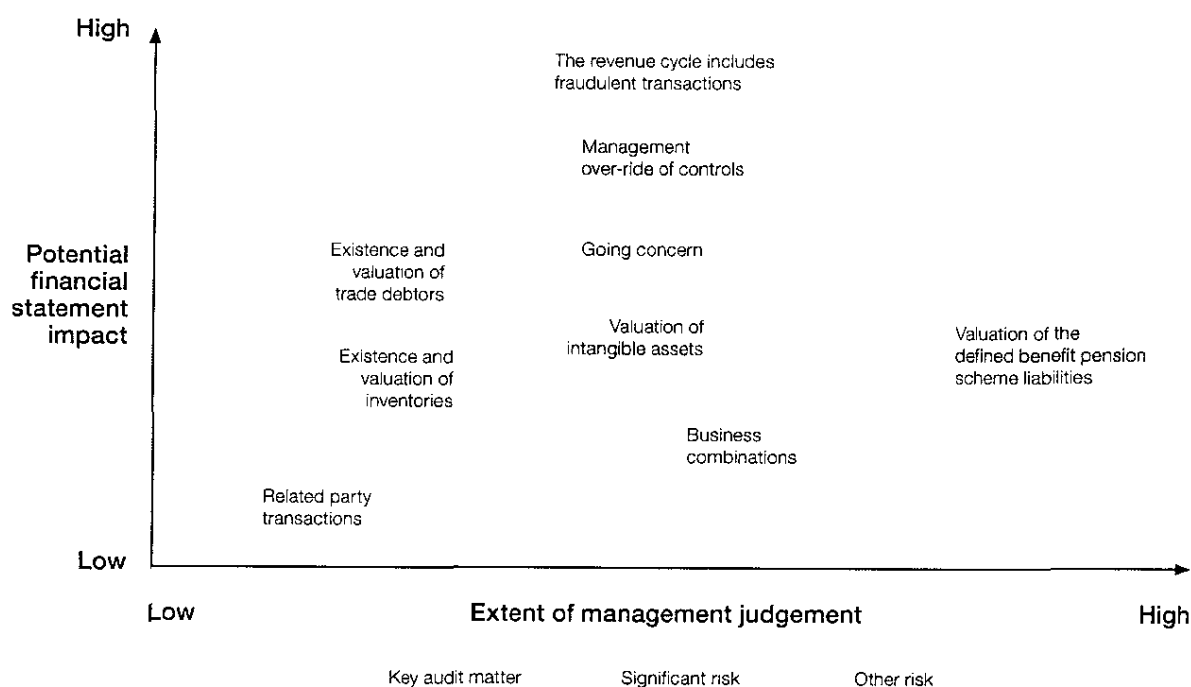 High
The revenue cycle includes
fraudulent transactions
Management
over-ride of controls
Potential
financial
statement
impact
Existence and
valuation of
trade debtors
Going concern
Valuation of
intangible assets
Valuation of the
defined benefit pension
scheme liabilities
Existence and
valuation of
inventories
Business
combinations
Related party
transactions
Low
Low
Extent of management judgement
High
Key audit matter
Significant risk
Other risk